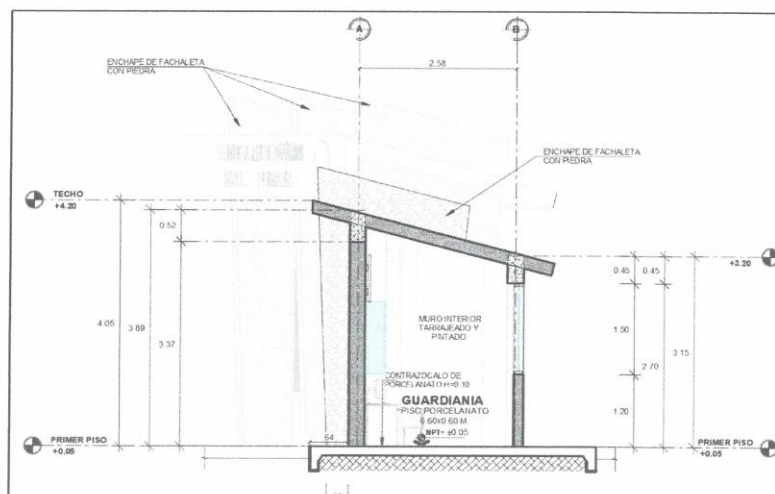 A
B
2.58
ENCHAPE DE FACHALETA
CON PIEDRA
ENCHAPE DE FACHALETA
CON PIEDRA
TECHO
+4.20
0.52
+3.20
0.45
0.45
4.05
3.69
3.37
MURO INTERIOR
TARRAJEADO Y
PINTADO
1.50
2.70
3.15
CONTRAZOCALO DE
PORCELANATO H=0.10
GUARDIANIA
PISO PORCELANATO
0.60x0.60 M
NPT= ±0.05
1.20
PRIMER PISO
+0.05
.64
PRIMER PISO
+0.05